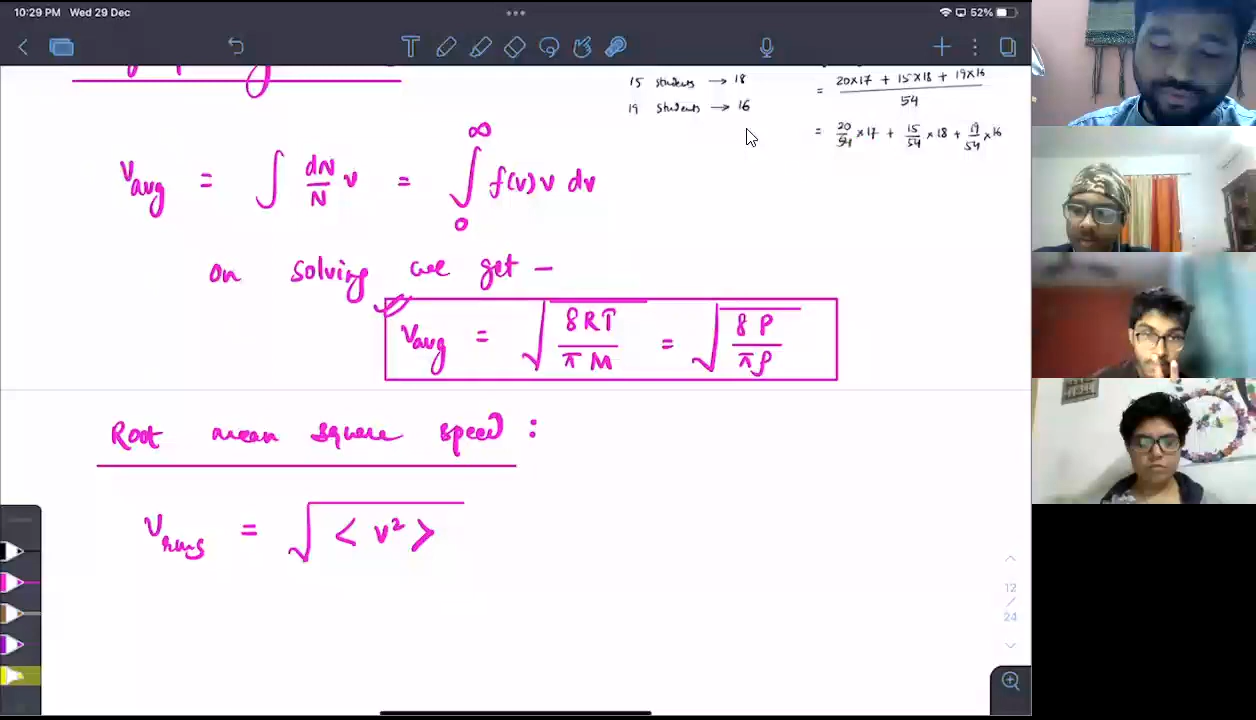 10:29 PM Wed 29 Dec
52%
15 students → 18
19 students → 16
= (20×17 + 15×18 + 19×16) / 54
= 20/54 ×17 + 15/54 ×18 + 19/54 ×16
Vavg = ∫ dN/N v = ∫₀^∞ f(v) v dv
on solving we get –
Vavg = √(8RT/πM) = √(8P/πρ)
Root mean square speed :
Vrms = √<v²>
12
/
24